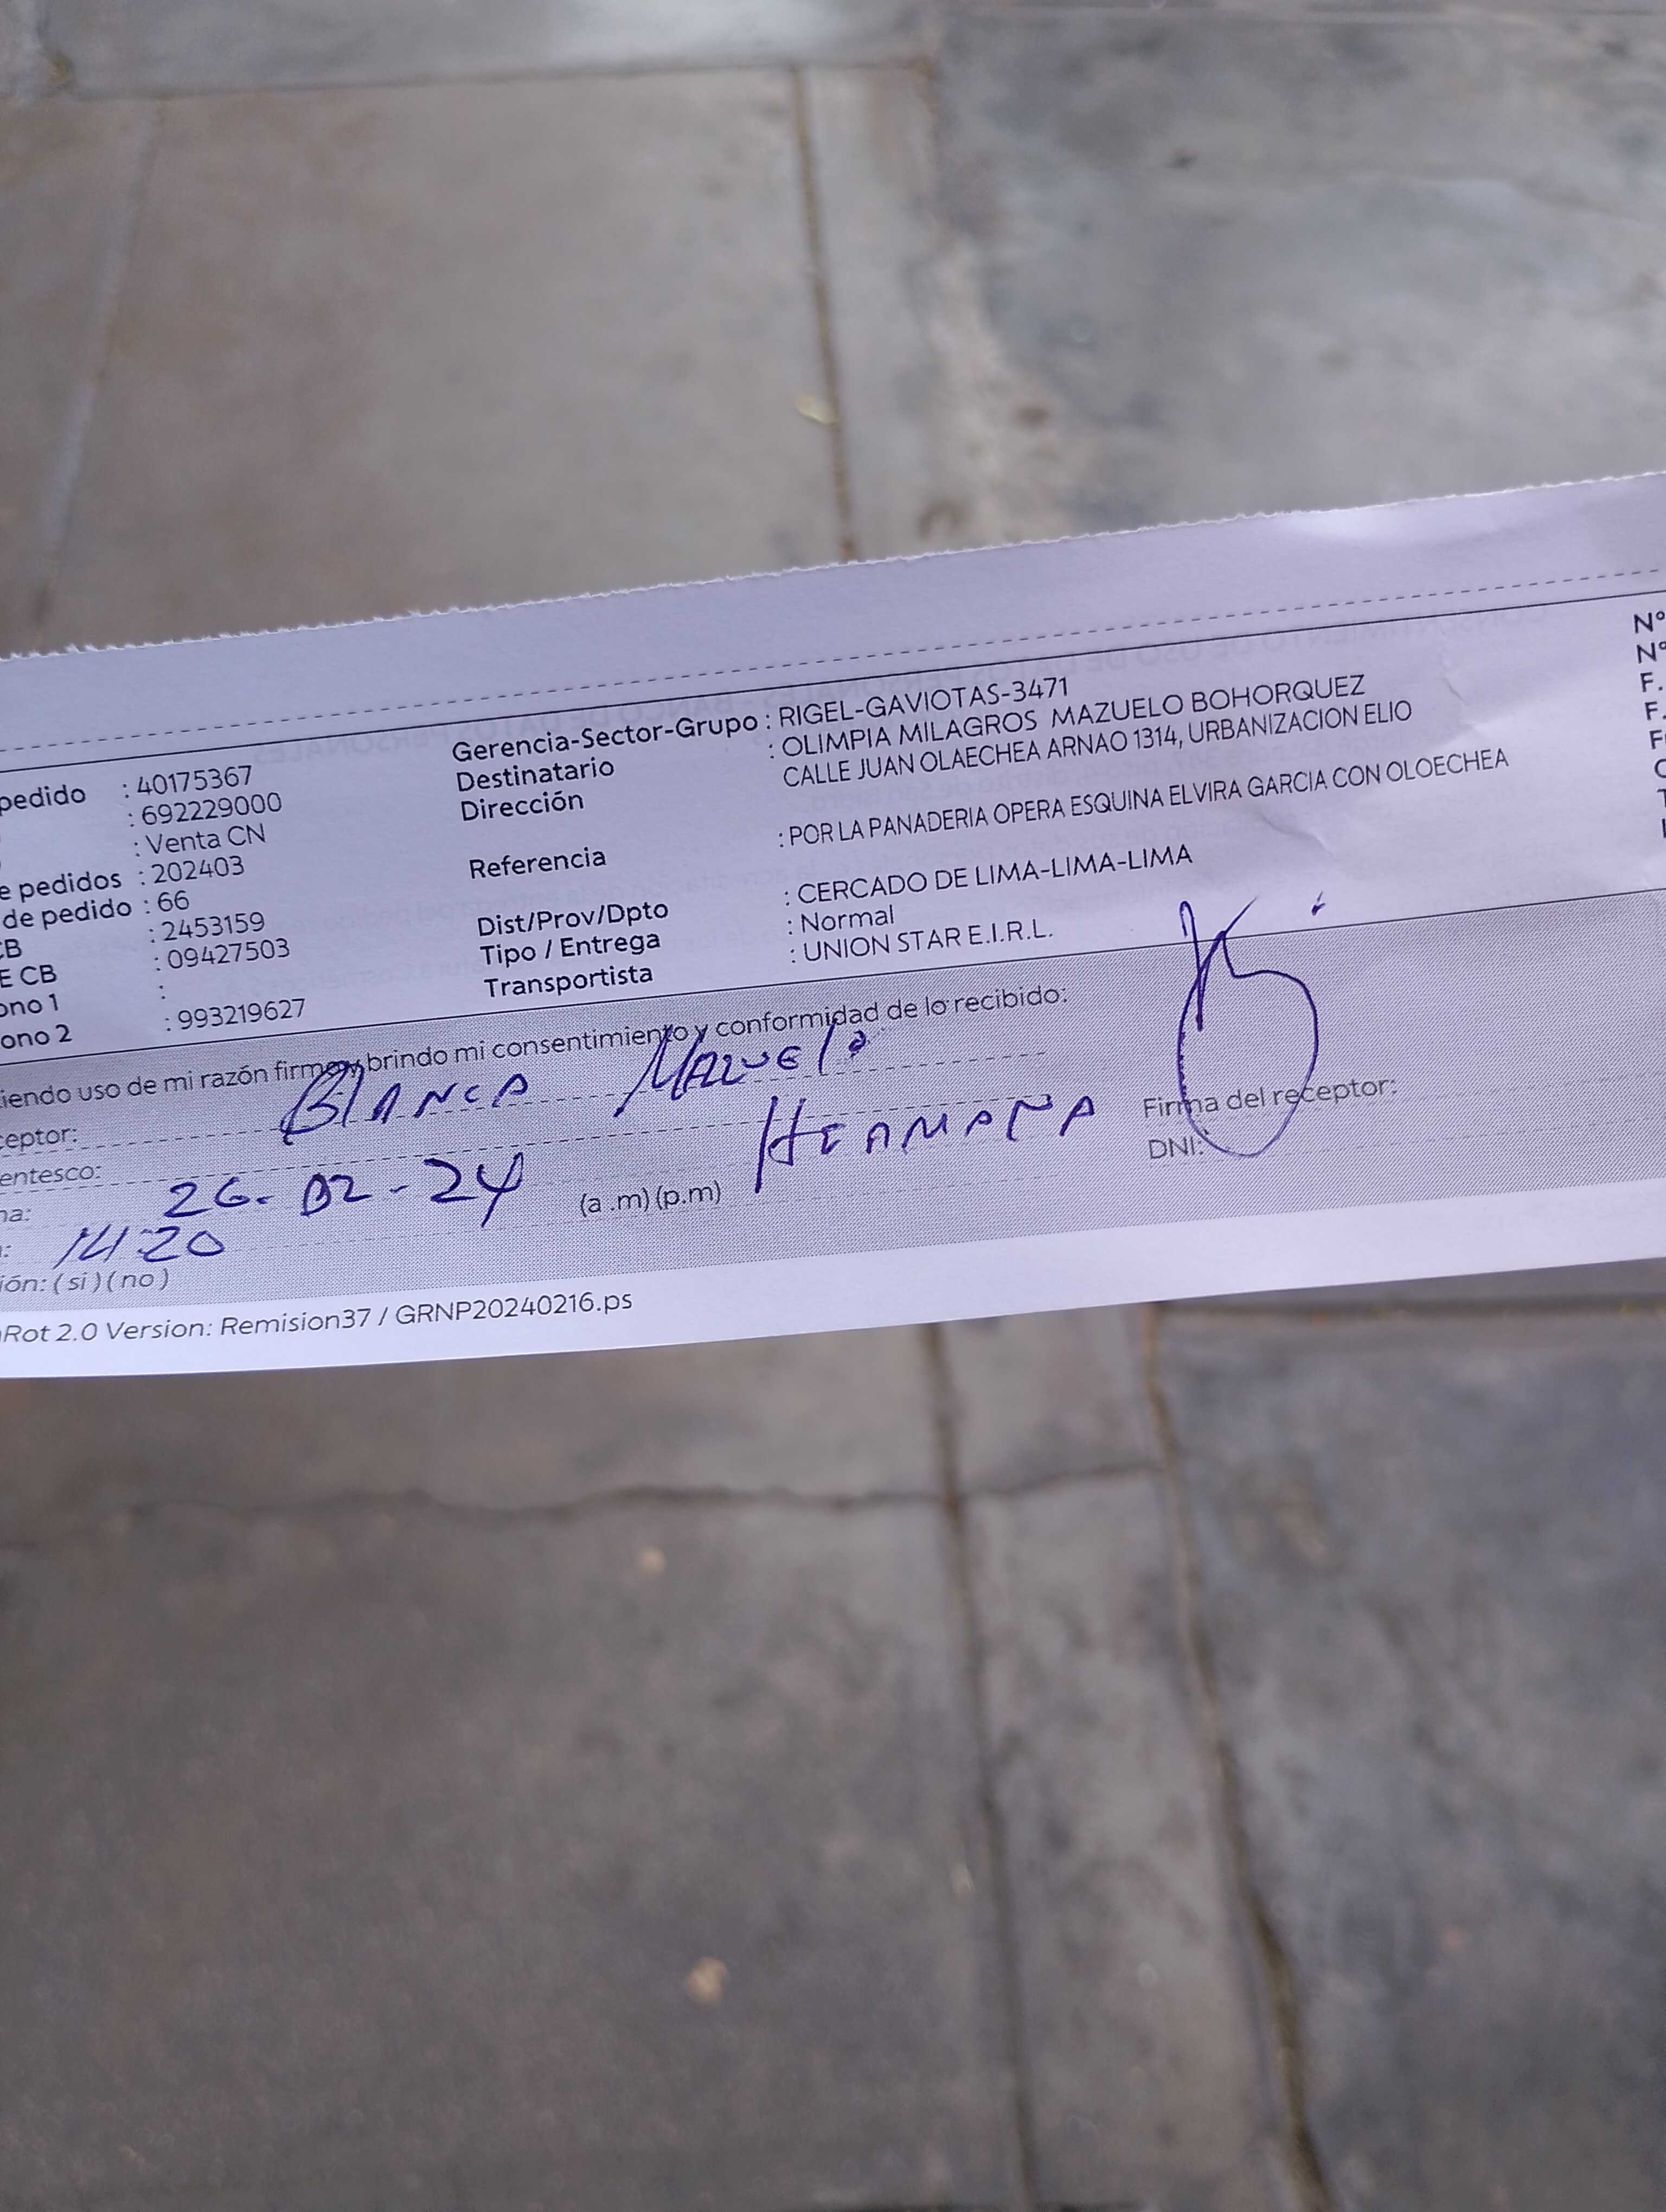 pedido : 40175367
: 692229000
: Venta CN
e pedidos : 202403
de pedido : 66
CB : 2453159
E CB : 09427503
ono 1 :
ono 2 : 993219627
Gerencia-Sector-Grupo : RIGEL-GAVIOTAS-3471
Destinatario : OLIMPIA MILAGROS MAZUELO BOHORQUEZ
Dirección CALLE JUAN OLAECHEA ARNAO 1314, URBANIZACION ELIO
Referencia : POR LA PANADERIA OPERA ESQUINA ELVIRA GARCIA CON OLOECHEA
Dist/Prov/Dpto : CERCADO DE LIMA-LIMA-LIMA
Tipo / Entrega : Normal
Transportista : UNION STAR E.I.R.L.
N°
N°
F.
F.
iendo uso de mi razón firmo y brindo mi consentimiento y conformidad de lo recibido:
ceptor: BLANCA MAZUELO
entesco: HERMANA
na: 26-02-24 (a .m) (p.m)
: 14:20
ión: ( si ) ( no )
Firma del receptor:
DNI:
Rot 2.0 Version: Remision37 / GRNP20240216.ps